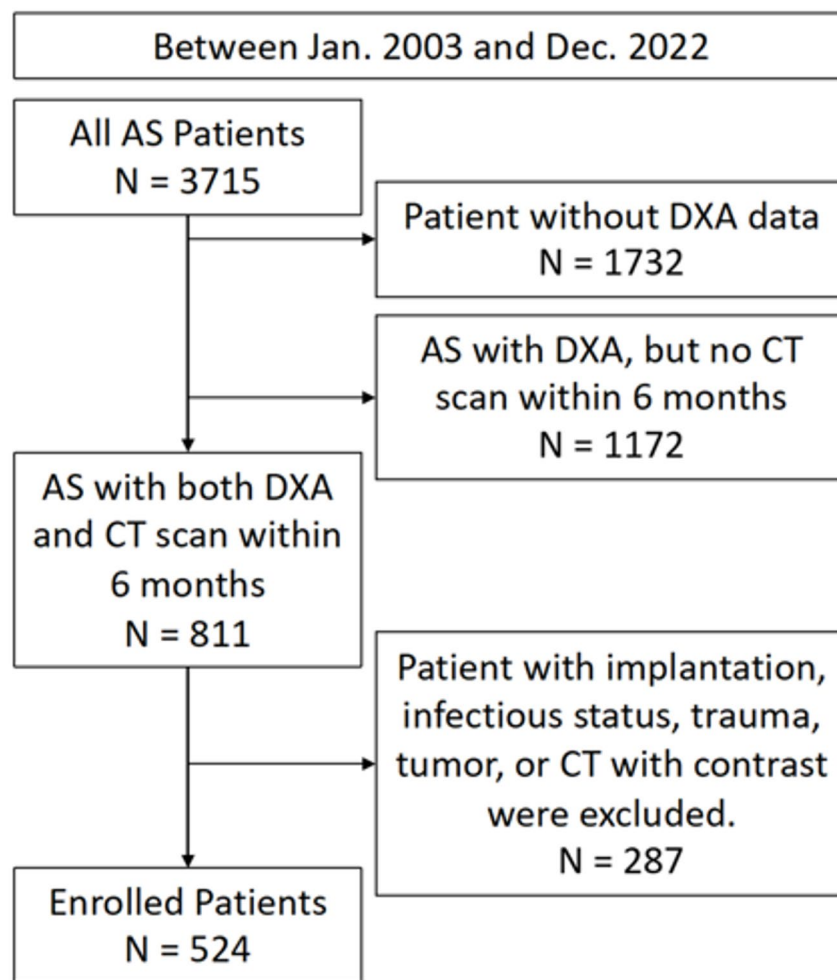 Between Jan. 2003 and Dec. 2022
All AS Patients
N = 3715
Patient without DXA data
N = 1732
AS with DXA, but no CT
scan within 6 months
N = 1172
AS with both DXA
and CT scan within
6 months
N = 811
Patient with implantation,
infectious status, trauma,
tumor, or CT with contrast
were excluded.
N = 287
Enrolled Patients
N = 524